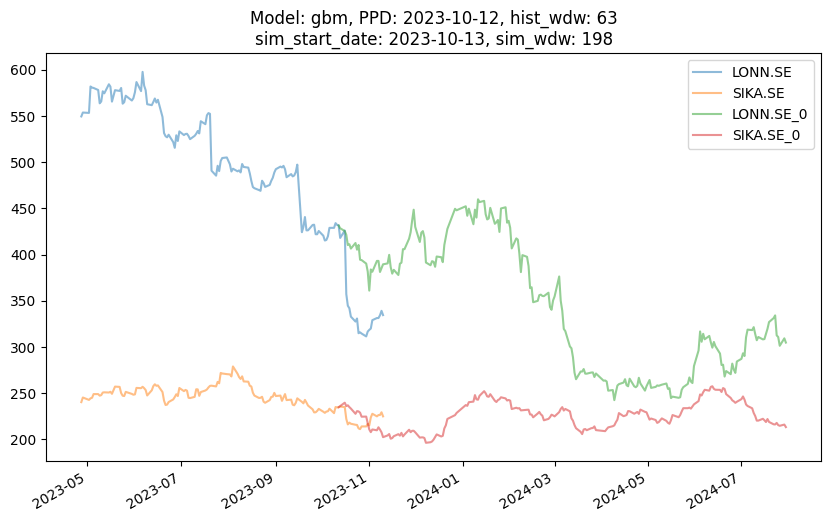 Model: gbm, PPD: 2023-10-12, hist_wdw: 63
sim_start_date: 2023-10-13, sim_wdw: 198
LONN.SE
SIKA.SE
LONN.SE_0
SIKA.SE_0
600
550
500
450
400
350
300
250
200
2023-05
2023-07
2023-09
2023-11
2024-01
2024-03
2024-05
2024-07